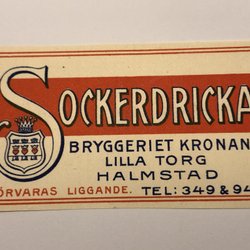 SOCKERDRICKA
BRYGGERIET KRONAN
LILLA TORG
HALMSTAD
FÖRVARAS LIGGANDE. TEL: 349 & 94